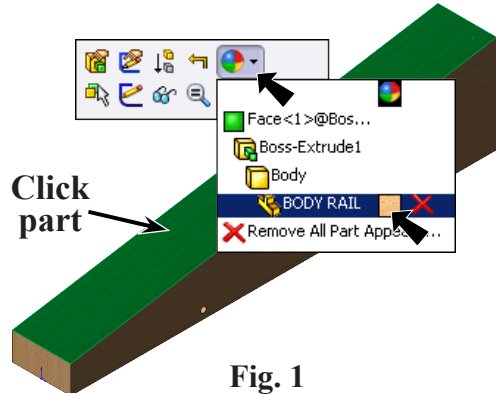 Face<1>@Bos...
Boss-Extrude1
Body
BODY RAIL
Remove All Part Appea...
Click
part
Fig. 1